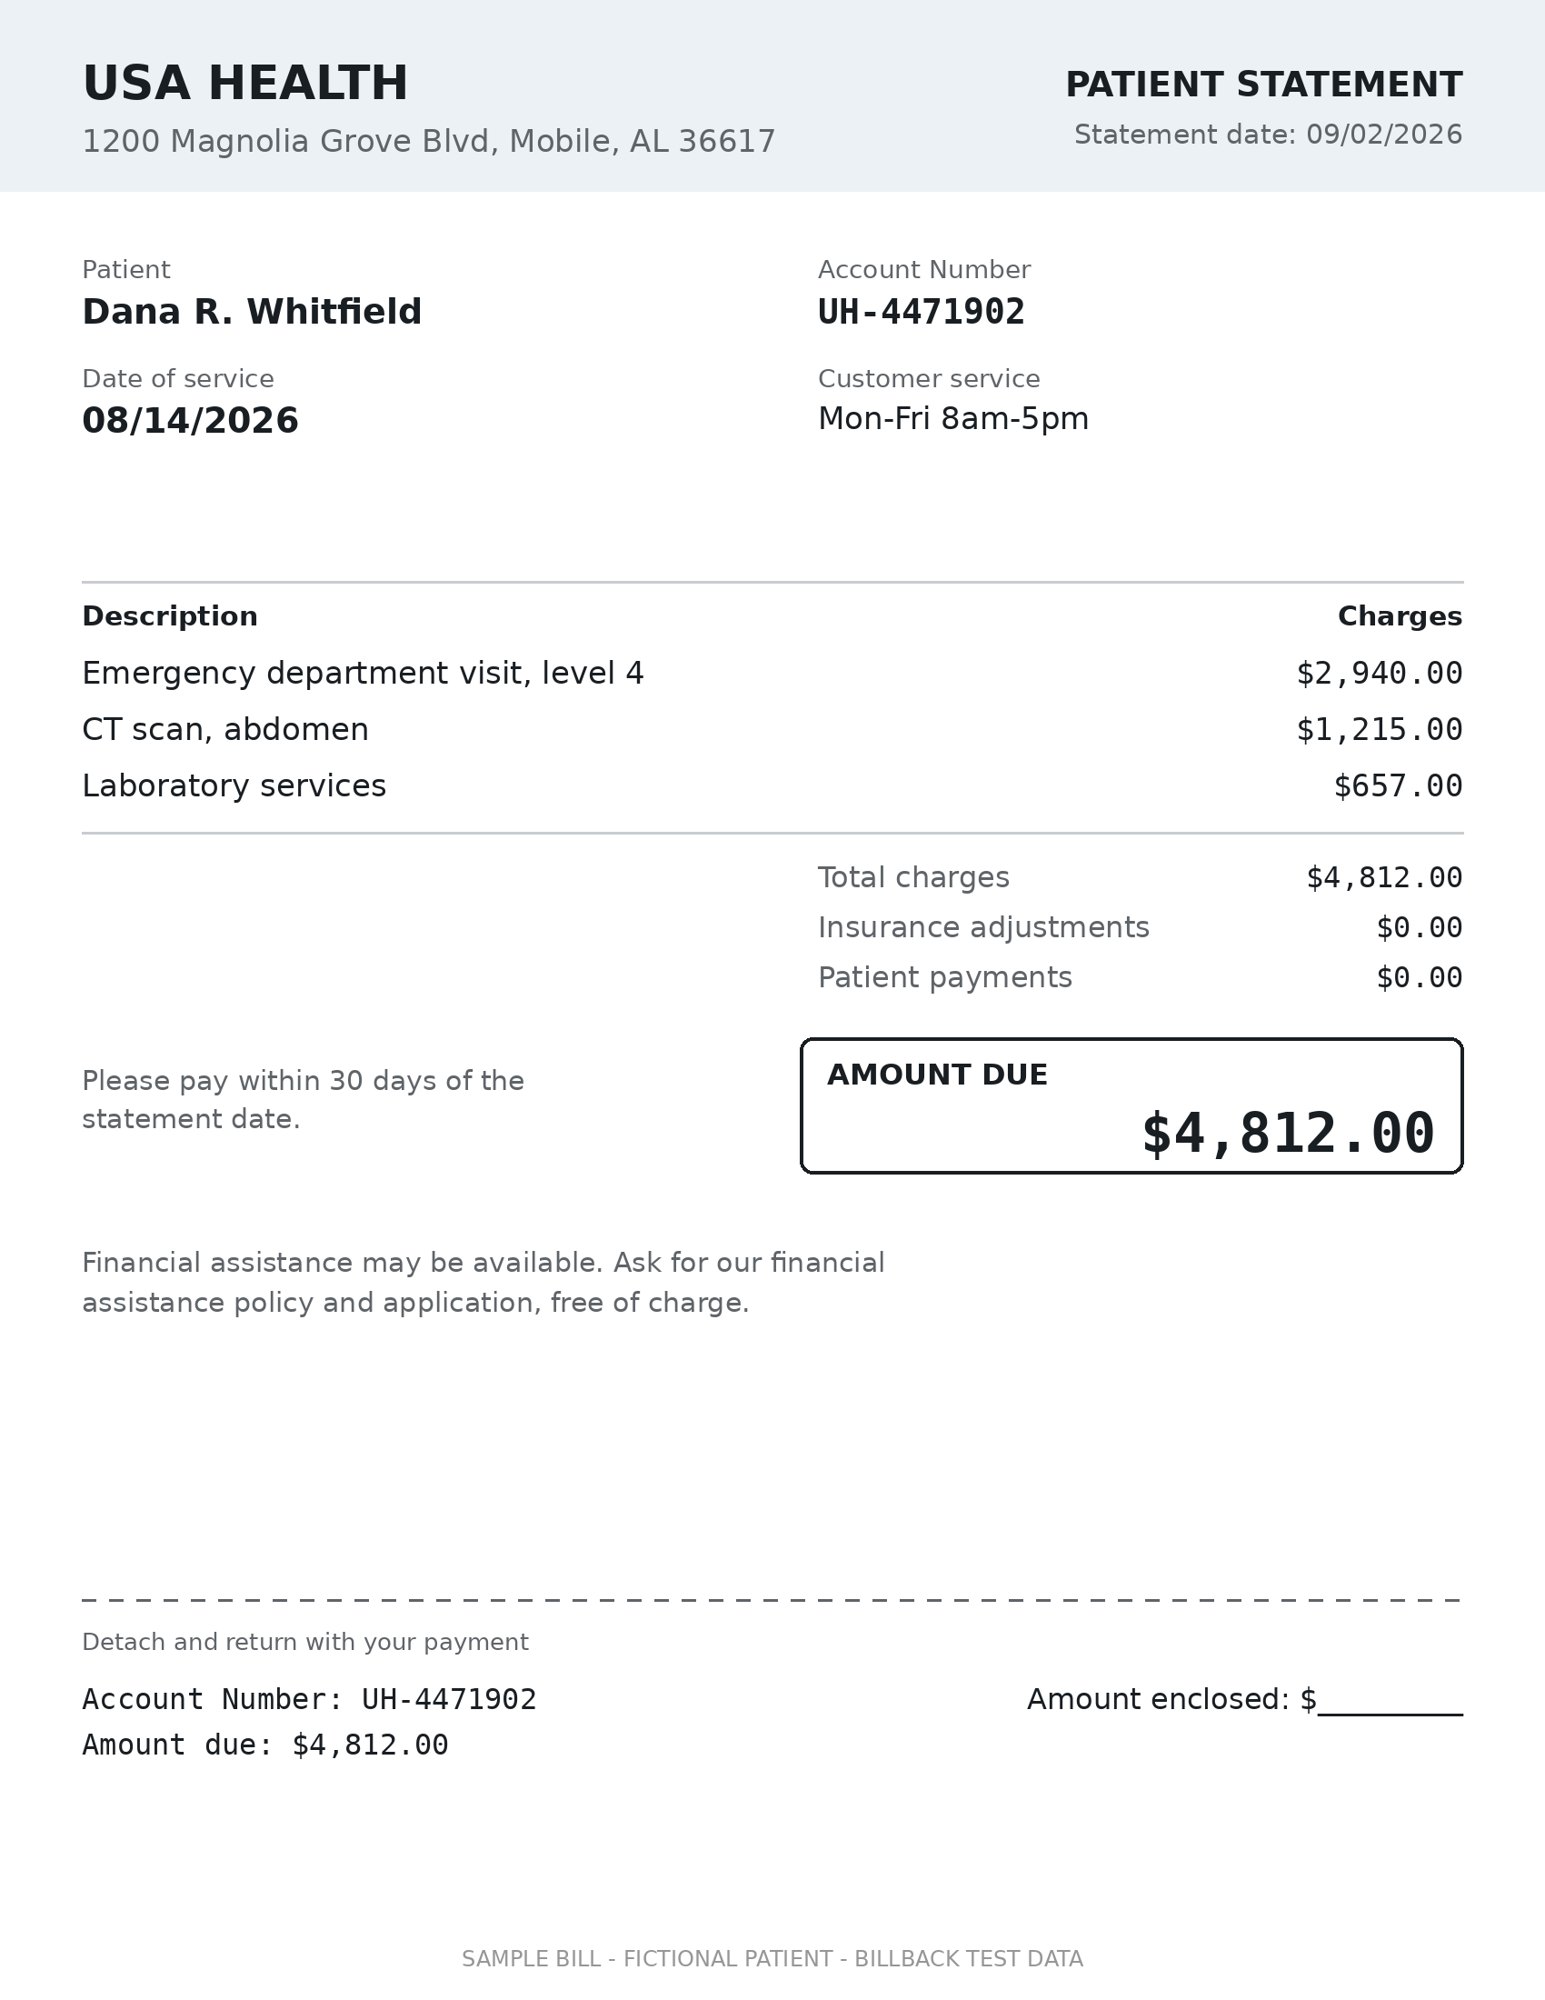 USA HEALTH
1200 Magnolia Grove Blvd, Mobile, AL 36617
PATIENT STATEMENT
Statement date: 09/02/2026
Patient
Dana R. Whitfield
Account Number
UH-4471902
Date of service
08/14/2026
Customer service
Mon-Fri 8am-5pm
Description Charges
Emergency department visit, level 4 $2,940.00
CT scan, abdomen $1,215.00
Laboratory services $657.00
Total charges $4,812.00
Insurance adjustments $0.00
Patient payments $0.00
Please pay within 30 days of the
statement date.
AMOUNT DUE
$4,812.00
Financial assistance may be available. Ask for our financial
assistance policy and application, free of charge.
Detach and return with your payment
Account Number: UH-4471902
Amount due: $4,812.00
Amount enclosed: $________
SAMPLE BILL - FICTIONAL PATIENT - BILLBACK TEST DATA